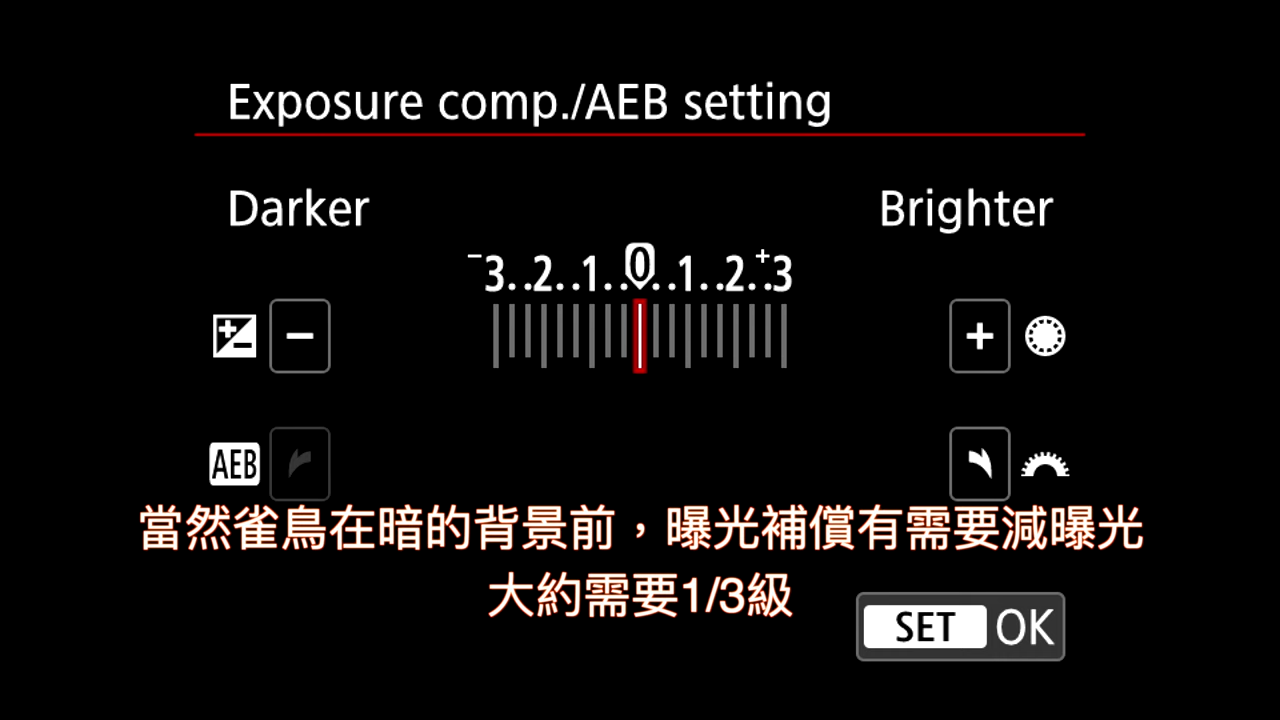 Exposure comp./AEB setting
Darker
Brighter
-3..2..1..0..1..2..+3
AEB
當然雀鳥在暗的背景前，曝光補償有需要減曝光
大約需要1/3級
SET OK